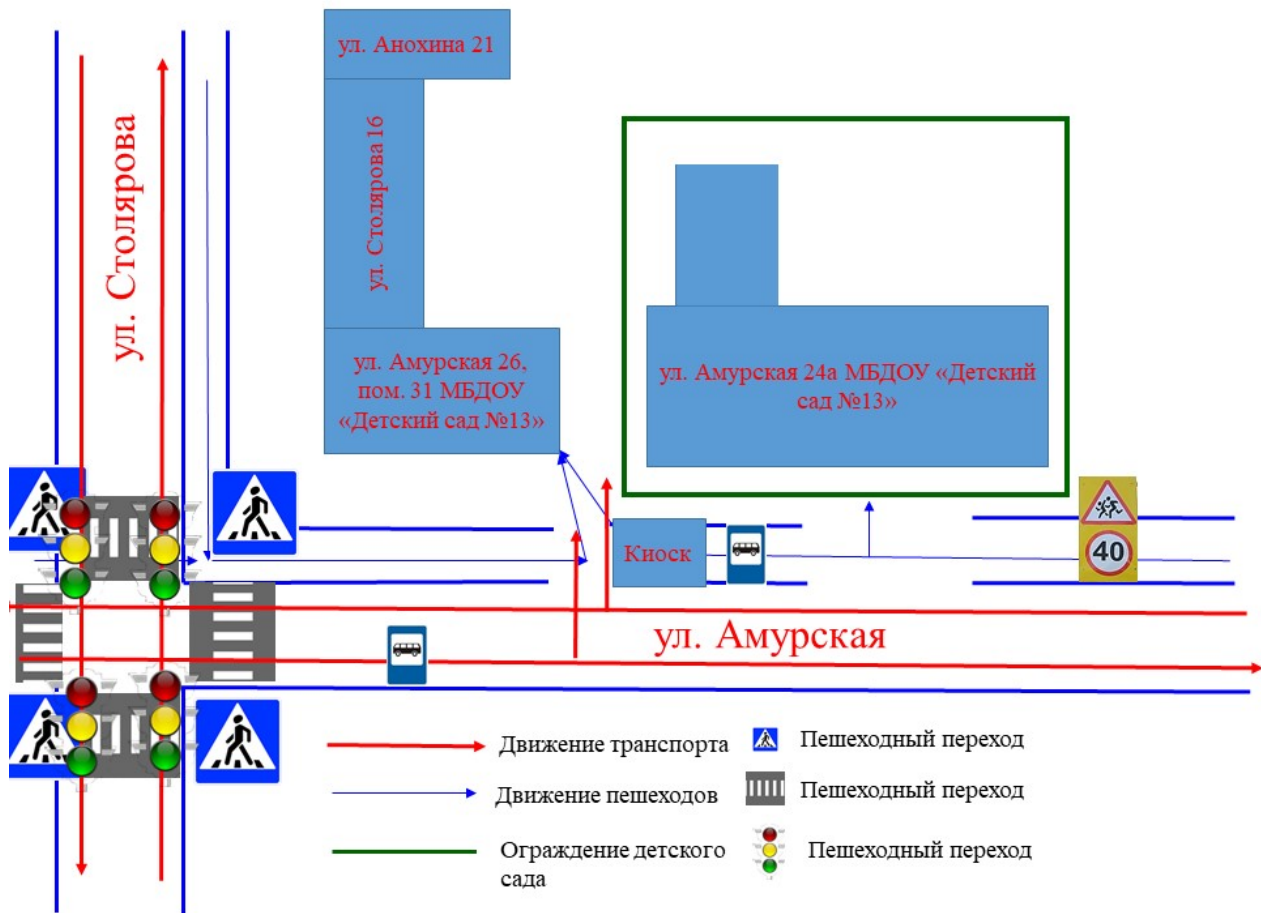 ул. Анохина 21
ул. Столярова
ул. Столярова 16
ул. Амурская 26,
пом. 31 МБДОУ
«Детский сад №13»
ул. Амурская 24а МБДОУ «Детский
сад №13»
Киоск
40
ул. Амурская
Движение транспорта
Пешеходный переход
Движение пешеходов
Пешеходный переход
Ограждение детского
сада
Пешеходный переход